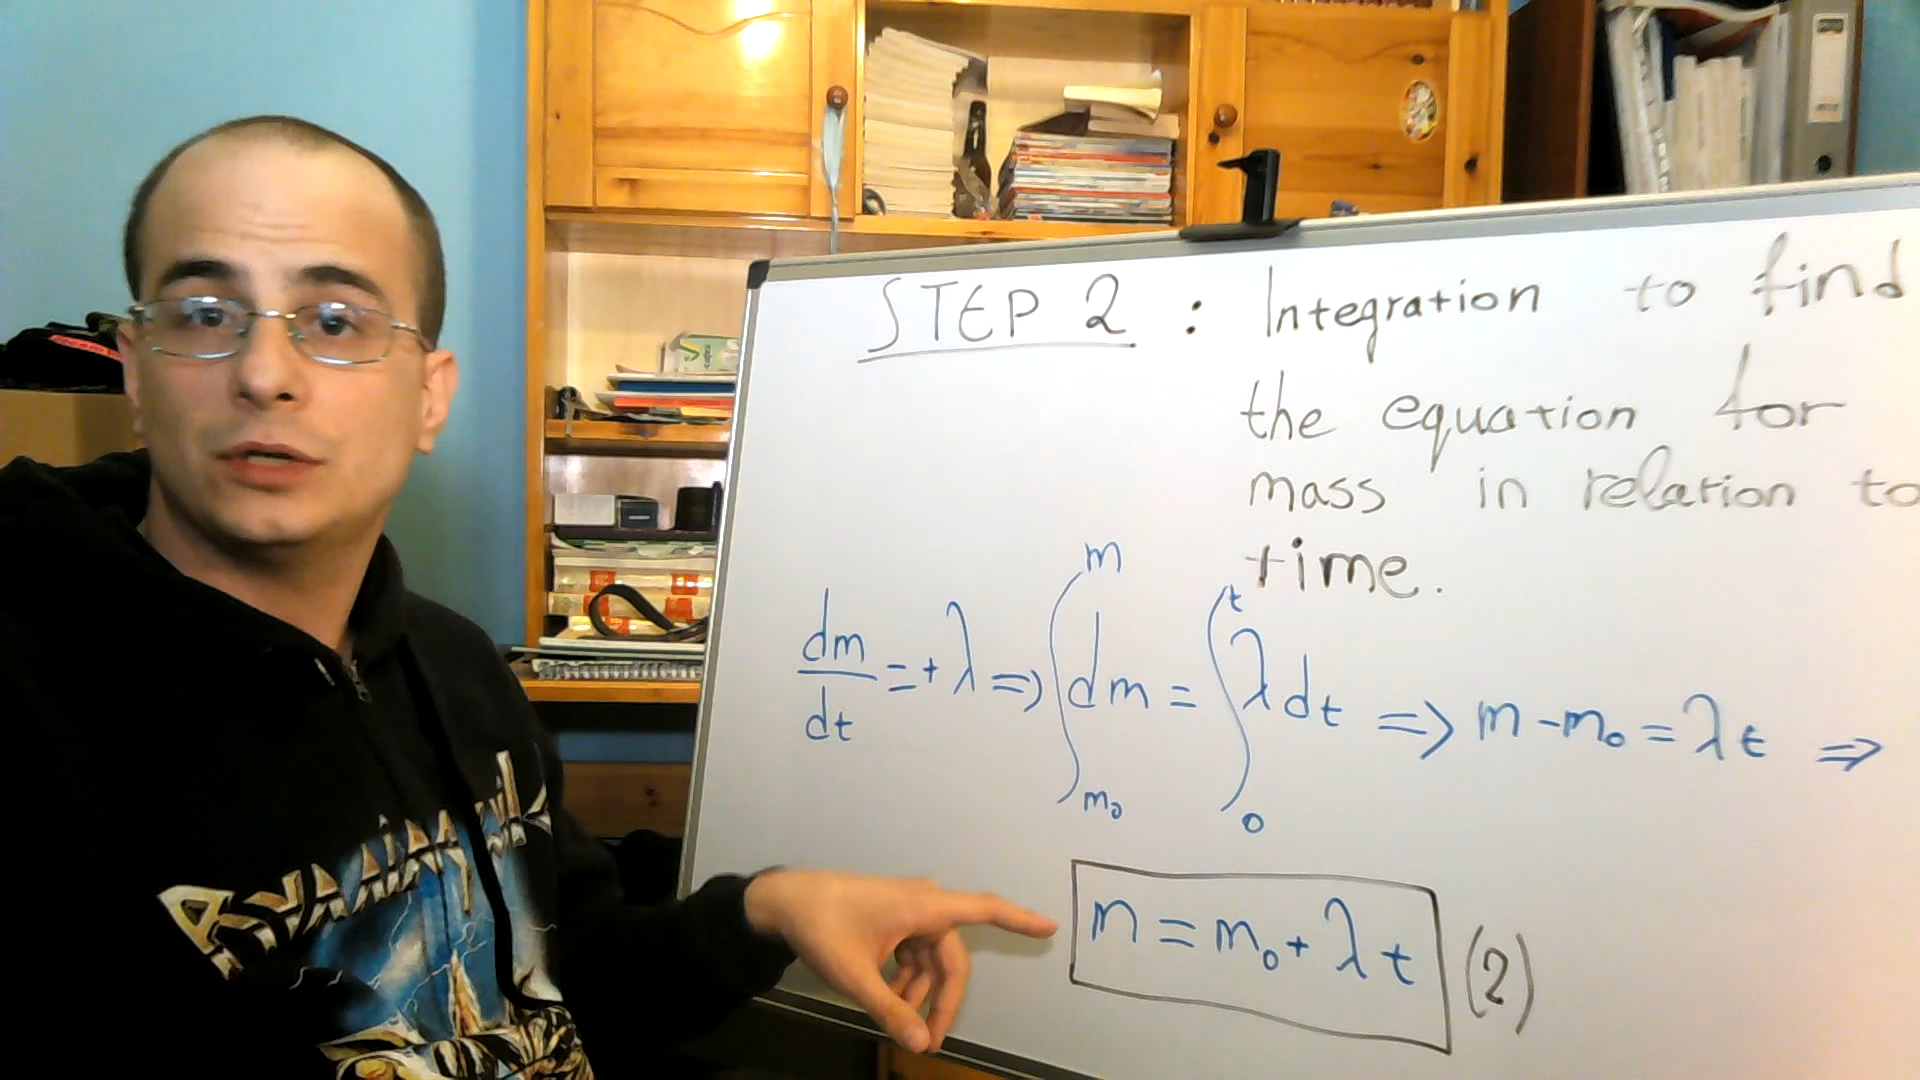 STEP 2 : Integration to find
the equation for
mass in relation to
time.
dm/dt = + λ ⇒ ∫_{m₀}^{m} dm = ∫_{0}^{t} λ dt ⇒ m - m₀ = λt ⇒
m = m₀ + λt (2)